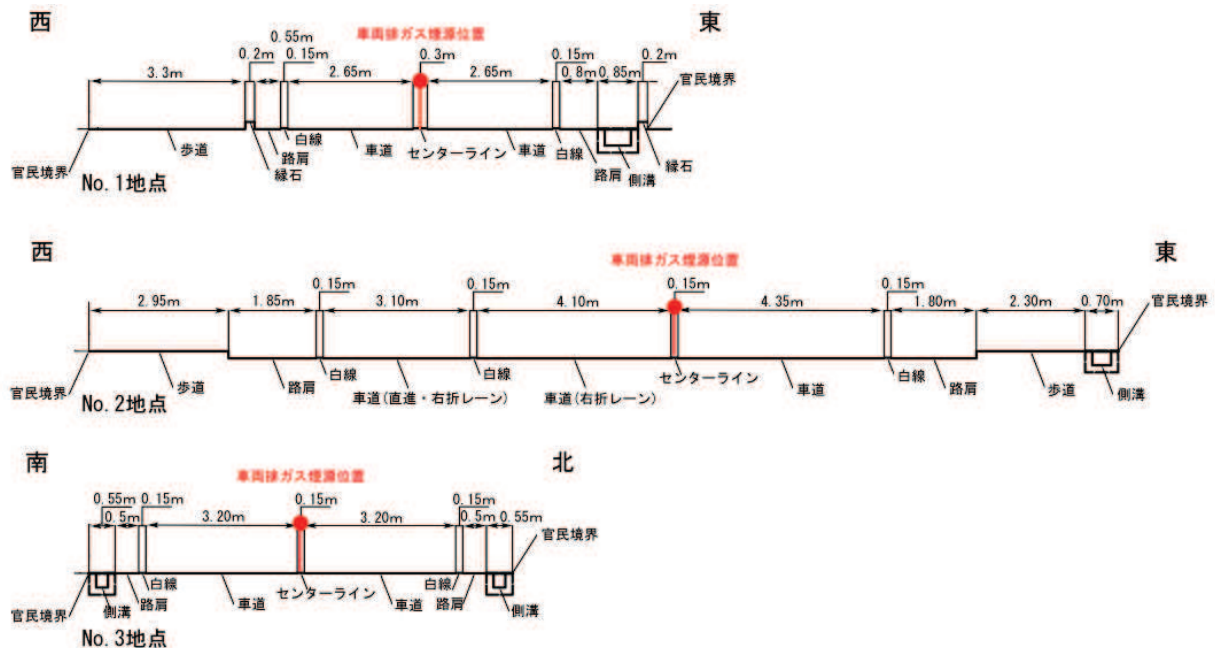 西
東
車両排ガス煙源位置
0.55m
0.2m
0.15m
0.3m
0.15m
0.2m
3.3m
2.65m
2.65m
0.8m
0.85m
官民境界
官民境界
歩道
縁石
路肩
白線
車道
センターライン
車道
白線
路肩
側溝
縁石
No.1地点
西
東
車両排ガス煙源位置
0.15m
0.15m
0.15m
0.15m
2.95m
1.85m
3.10m
4.10m
4.35m
1.80m
2.30m
0.70m
官民境界
官民境界
歩道
路肩
白線
車道(直進・右折レーン)
白線
車道(右折レーン)
センターライン
車道
白線
路肩
歩道
側溝
No.2地点
南
北
車両排ガス煙源位置
0.55m
0.15m
0.15m
0.15m
0.5m
3.20m
3.20m
0.5m
0.55m
官民境界
官民境界
側溝
路肩
白線
車道
センターライン
車道
白線
路肩
側溝
No.3地点